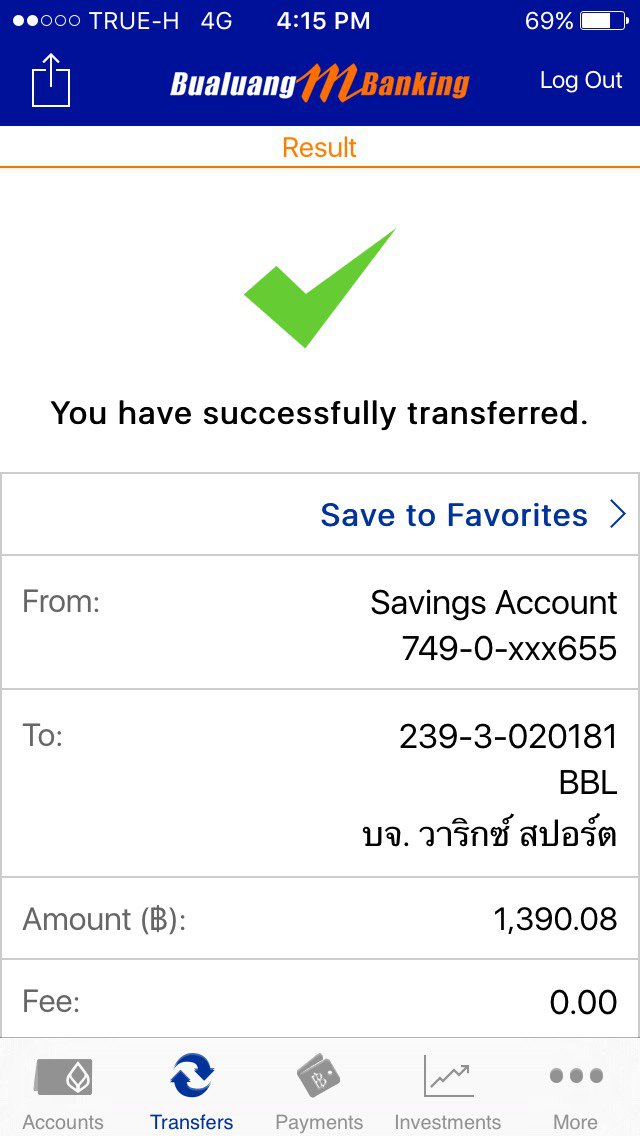 TRUE-H 4G 4:15 PM 69%
Bualuang mBanking Log Out
Result
You have successfully transferred.
Save to Favorites >
From: Savings Account
749-0-xxx655
To: 239-3-020181
BBL
บจ. วาริกซ์ สปอร์ต
Amount (฿): 1,390.08
Fee: 0.00
Accounts Transfers Payments Investments More